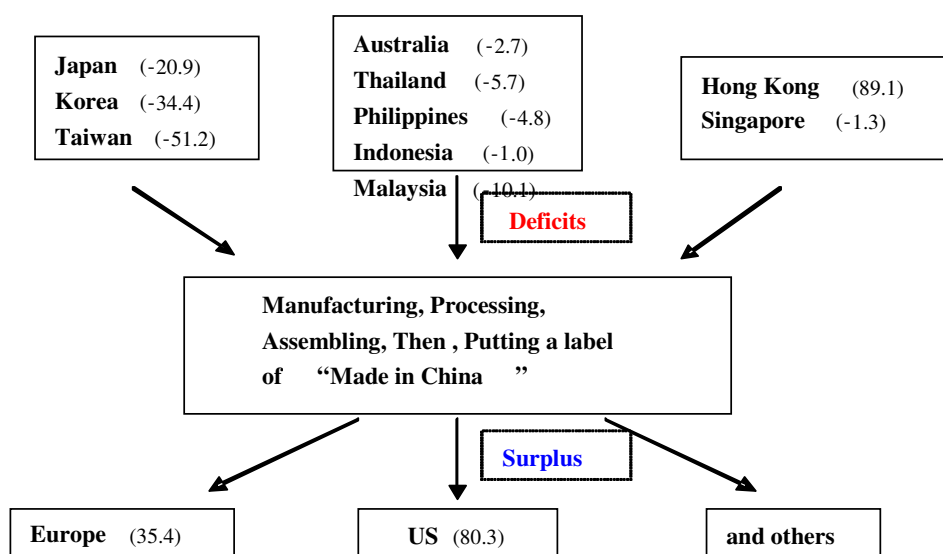 Japan (-20.9)
Korea (-34.4)
Taiwan (-51.2)
Australia (-2.7)
Thailand (-5.7)
Philippines (-4.8)
Indonesia (-1.0)
Malaysia (-10.1)
Hong Kong (89.1)
Singapore (-1.3)
Deficits
Manufacturing, Processing,
Assembling, Then , Putting a label
of “Made in China ”
Surplus
Europe (35.4)
US (80.3)
and others